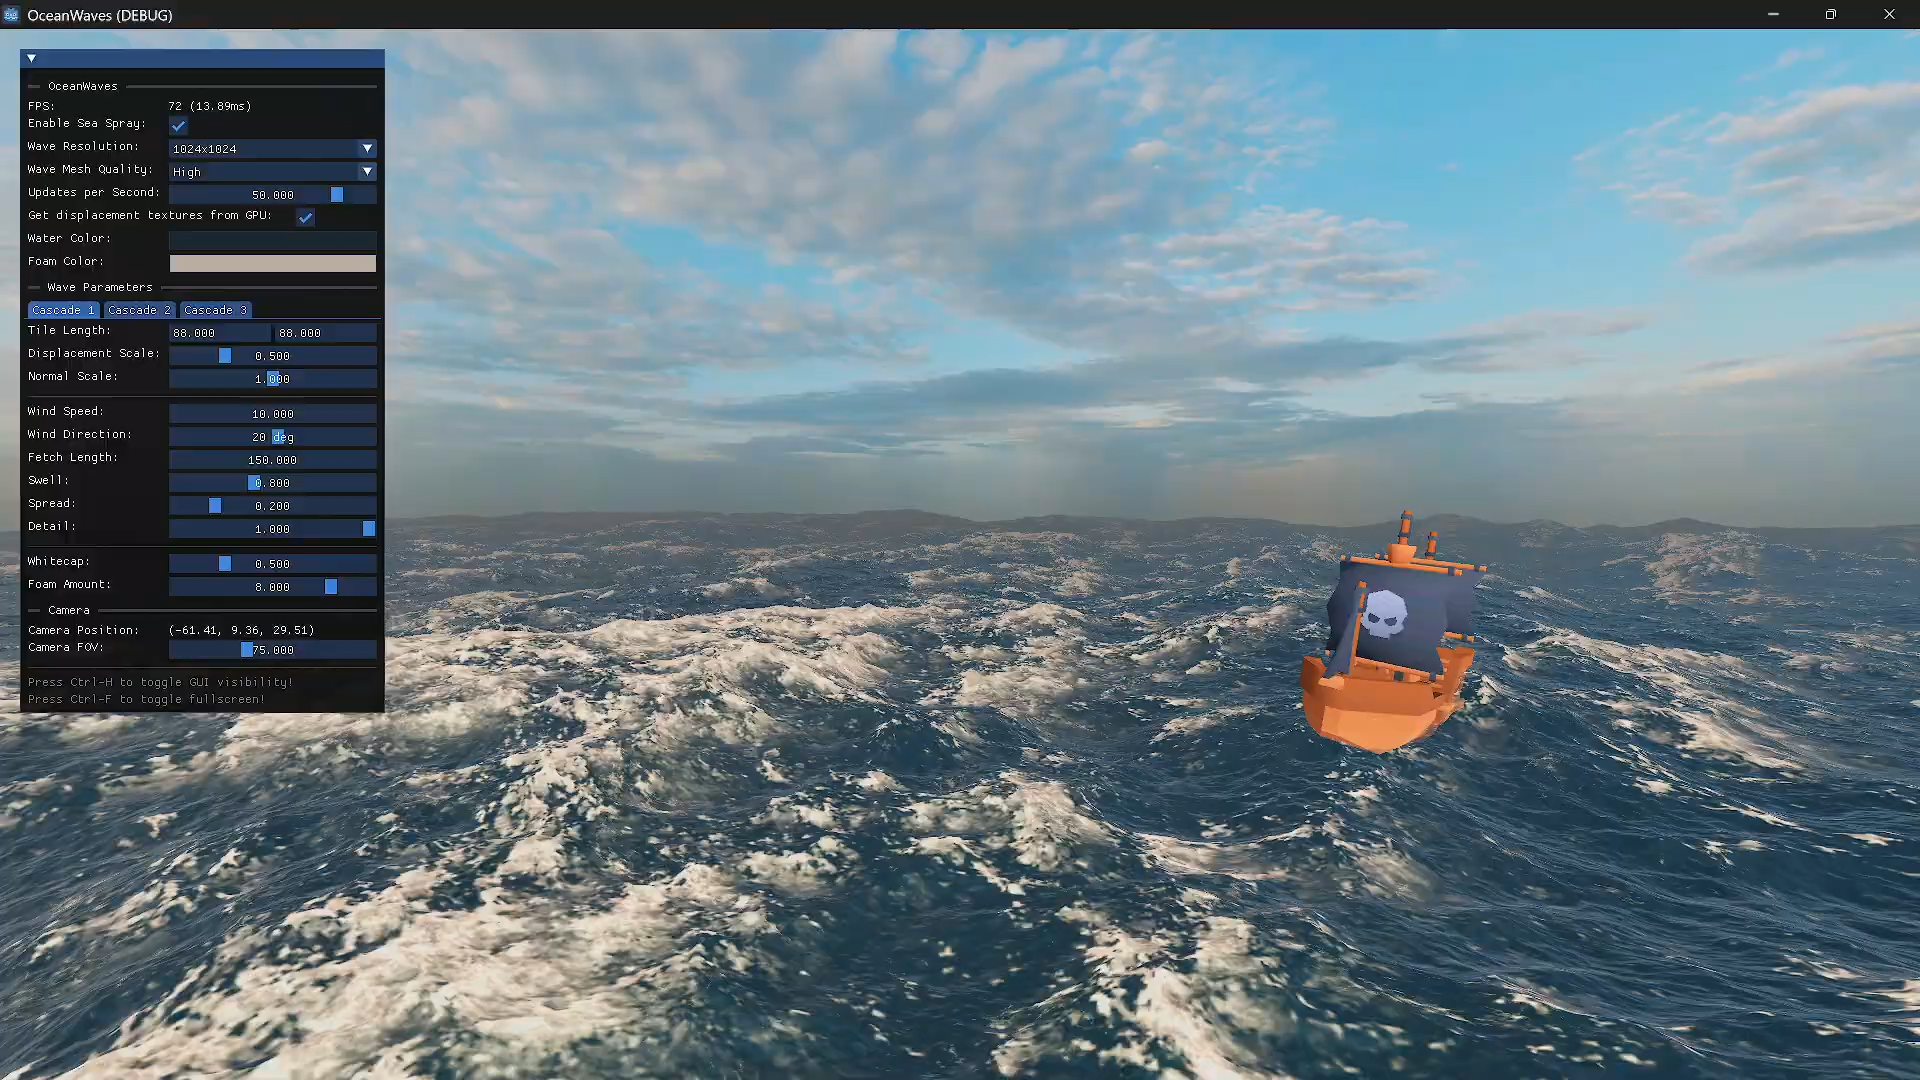 OceanWaves (DEBUG)
OceanWaves
FPS: 72 (13.89ms)
Enable Sea Spray:
Wave Resolution: 1024x1024
Wave Mesh Quality: High
Updates per Second: 50.000
Get displacement textures from GPU:
Water Color:
Foam Color:
Wave Parameters
Cascade 1 Cascade 2 Cascade 3
Tile Length: 88.000 88.000
Displacement Scale: 0.500
Normal Scale: 1.000
Wind Speed: 10.000
Wind Direction: 20 deg
Fetch Length: 150.000
Swell: 0.800
Spread: 0.200
Detail: 1.000
Whitecap: 0.500
Foam Amount: 8.000
Camera
Camera Position: (-61.41, 9.36, 29.51)
Camera FOV: 75.000
Press Ctrl-H to toggle GUI visibility!
Press Ctrl-F to toggle fullscreen!